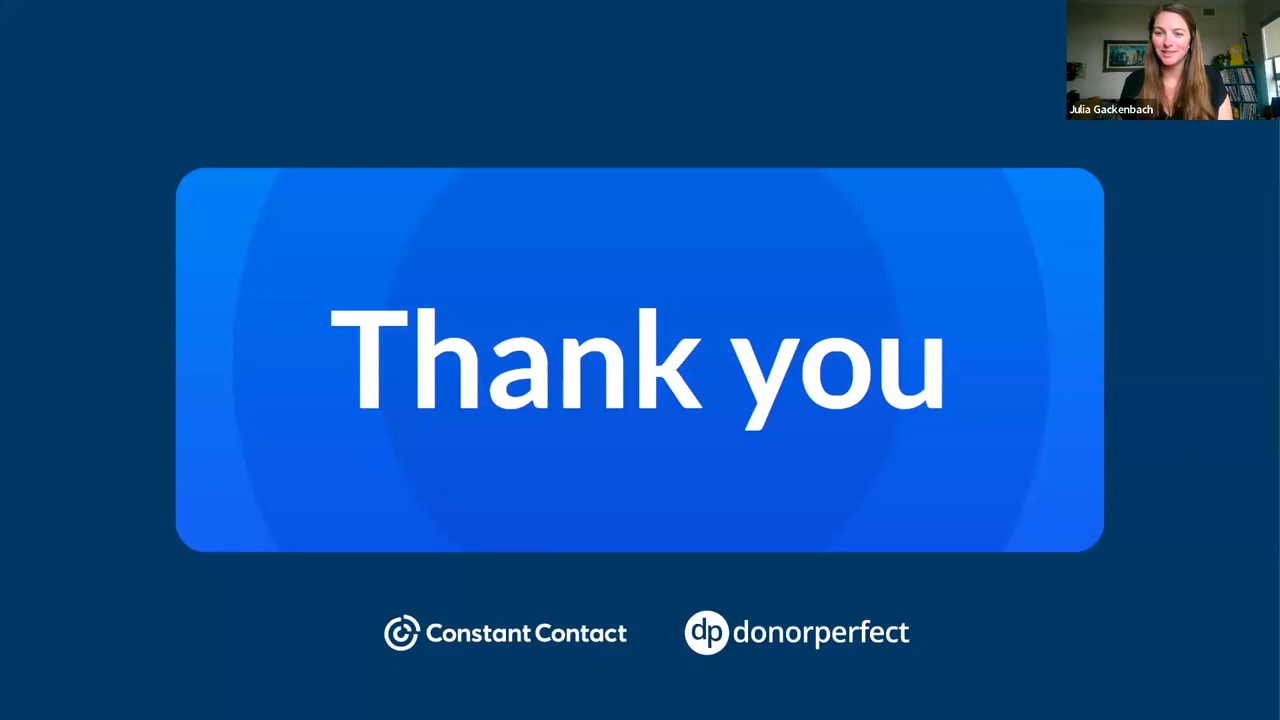 Julia Gackenbach
Thank you
Constant Contact
dp donorperfect